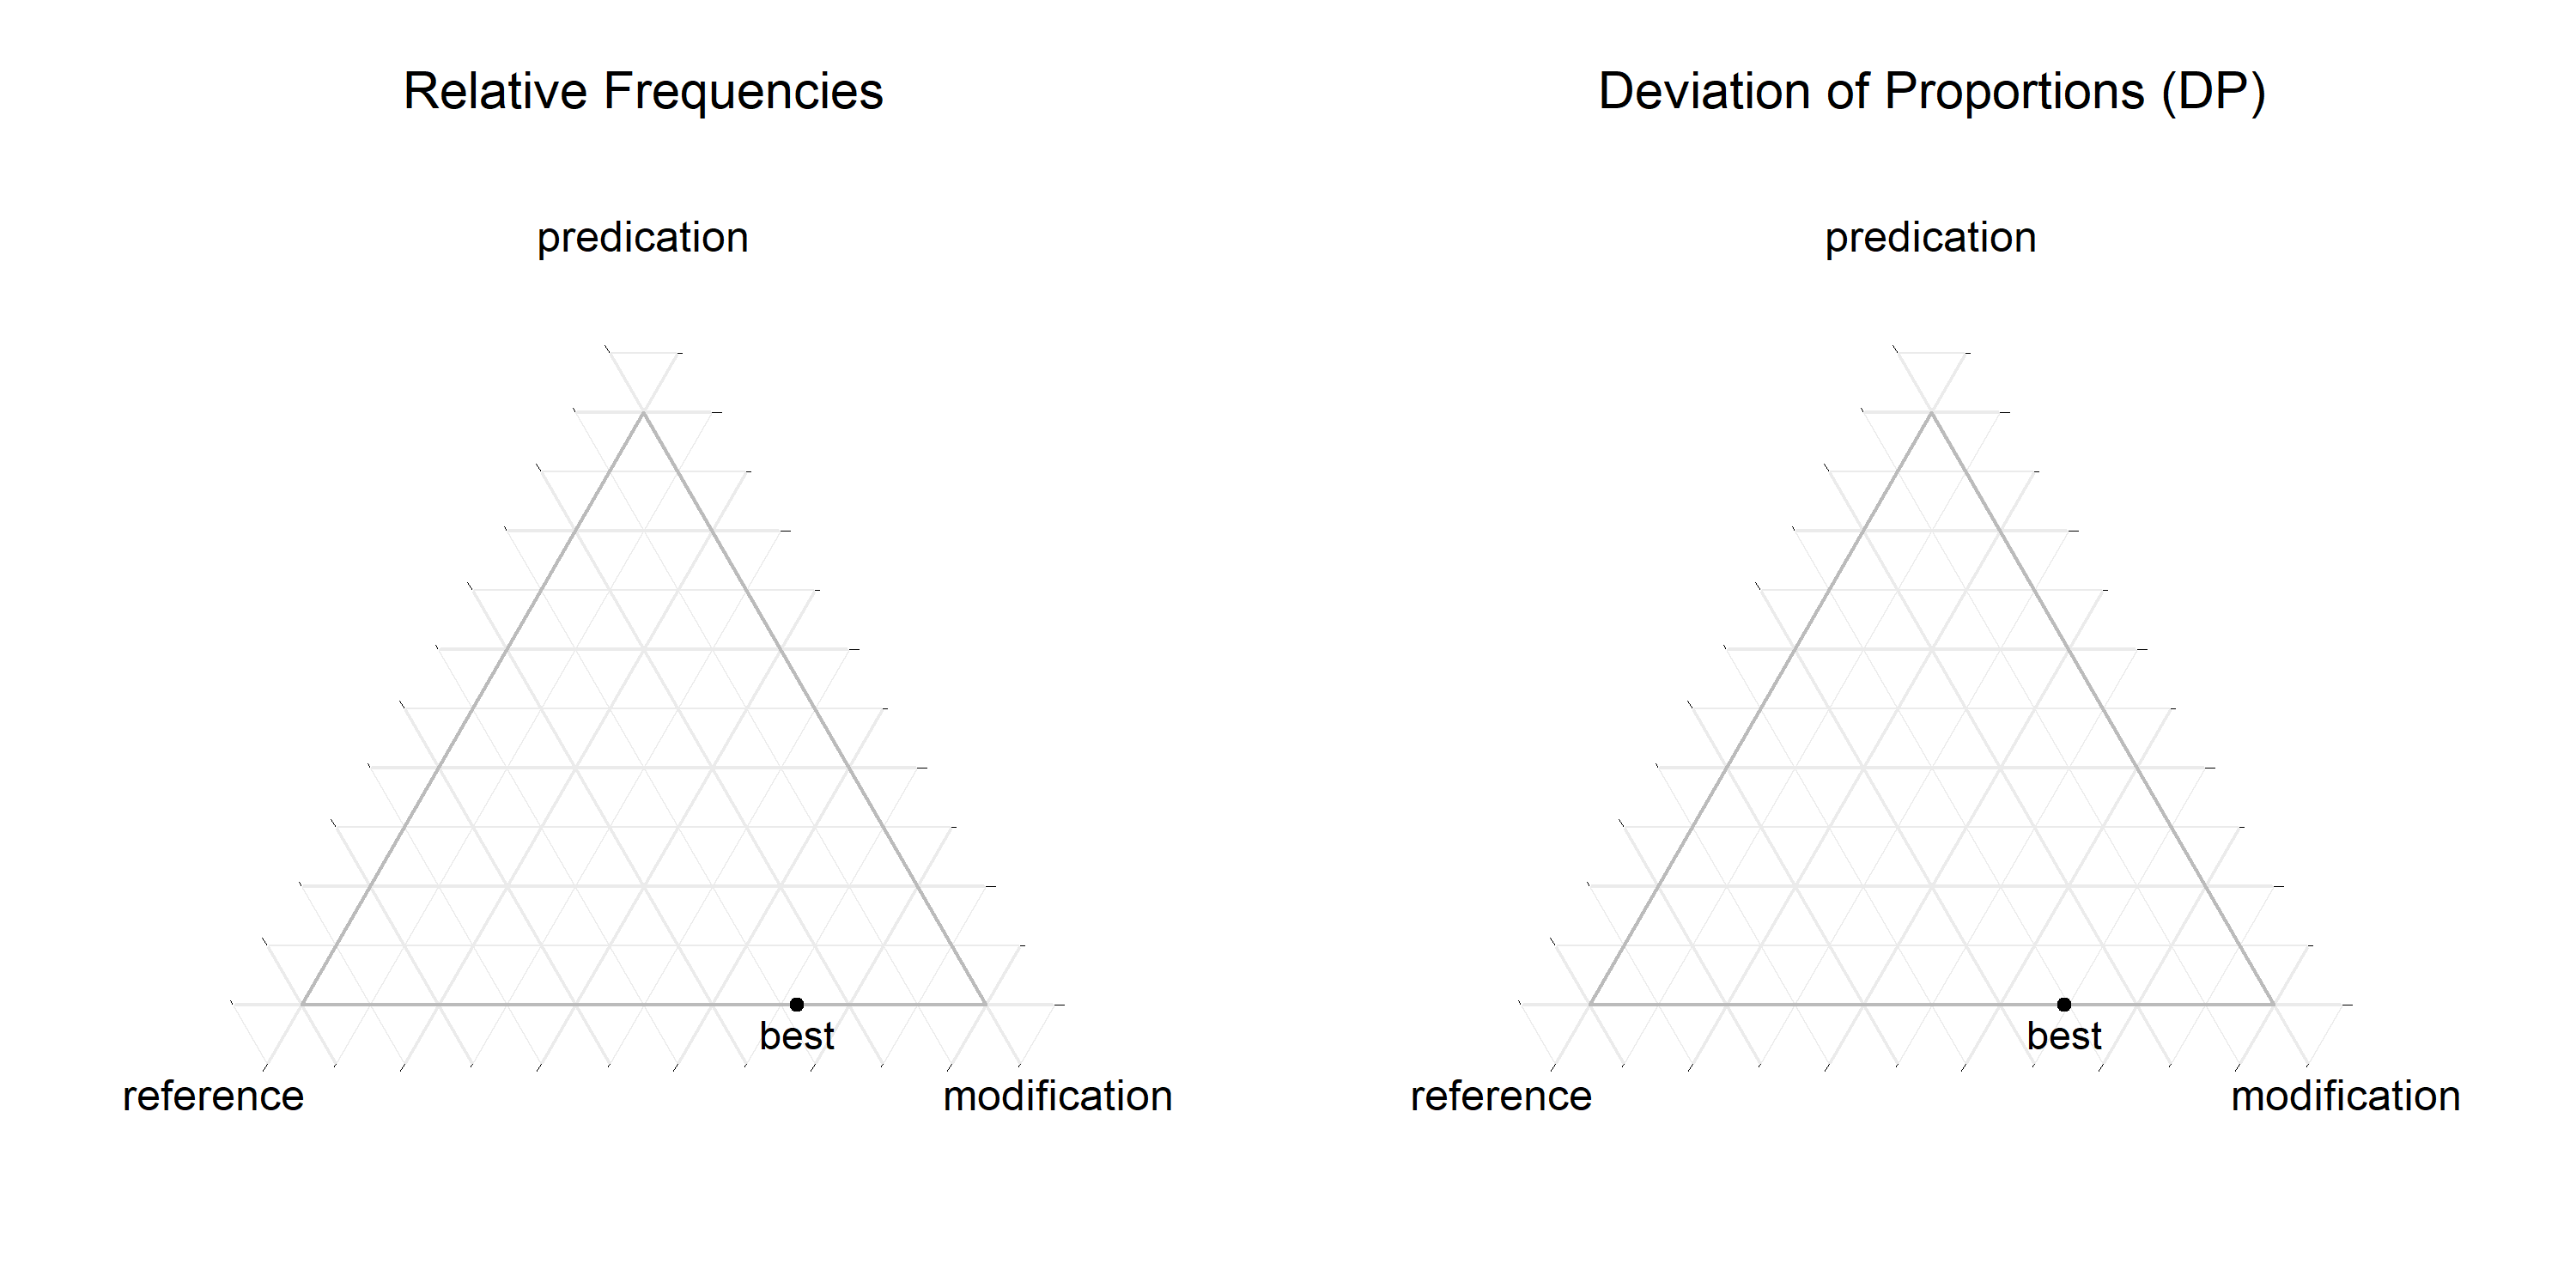 Relative Frequencies
predication
best
reference
modification
Deviation of Proportions (DP)
predication
best
reference
modification